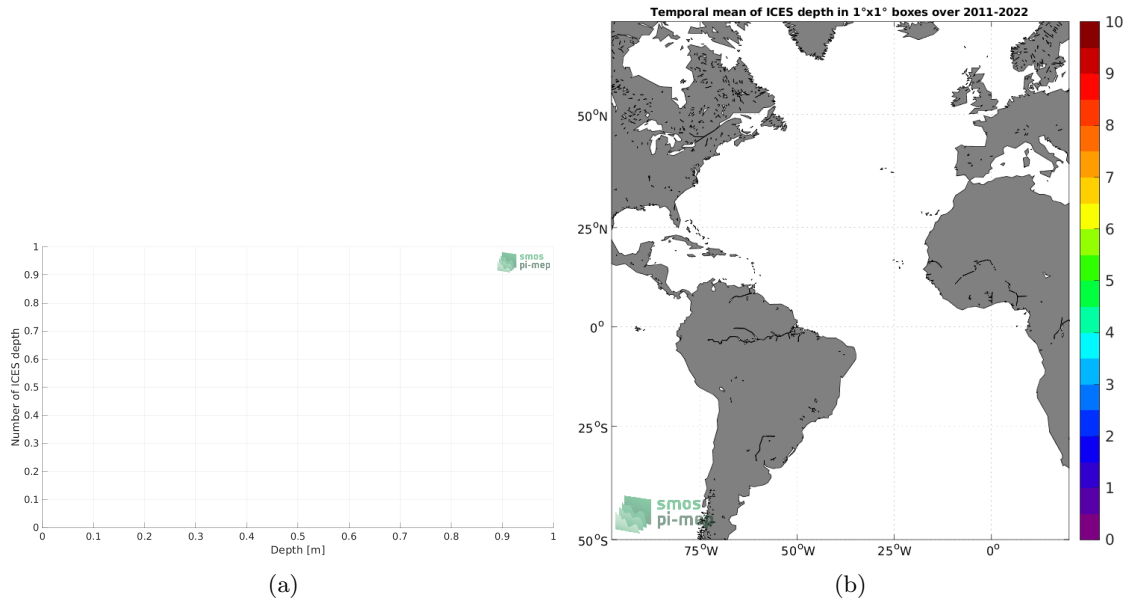 Temporal mean of ICES depth in 1°x1° boxes over 2011-2022
10
9
8
7
6
5
4
3
2
1
0
50°N
25°N
0°
25°S
50°S
75°W
50°W
25°W
0°
smos
pi-mep
1
0.9
0.8
0.7
0.6
0.5
0.4
0.3
0.2
0.1
0
Number of ICES depth
0
0.1
0.2
0.3
0.4
0.5
0.6
0.7
0.8
0.9
1
Depth [m]
smos
pi-mep
(a)
(b)